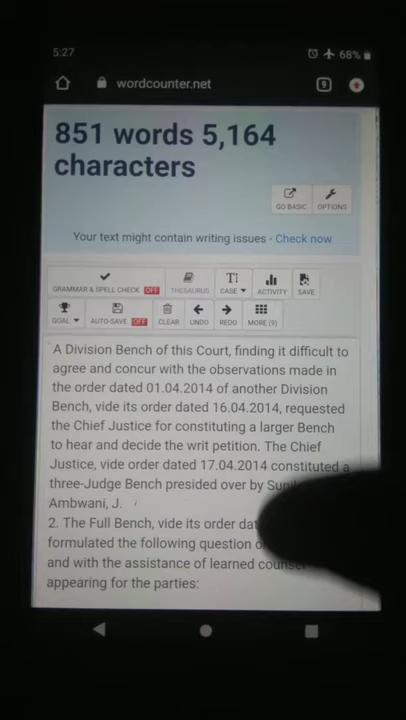 5:27
68%
wordcounter.net
9
851 words 5,164
characters
GO BASIC
OPTIONS
Your text might contain writing issues - Check now
GRAMMAR & SPELL CHECK OFF
THESAURUS
CASE
ACTIVITY
SAVE
GOAL
AUTO-SAVE OFF
CLEAR
UNDO
REDO
MORE (9)
A Division Bench of this Court, finding it difficult to
agree and concur with the observations made in
the order dated 01.04.2014 of another Division
Bench, vide its order dated 16.04.2014, requested
the Chief Justice for constituting a larger Bench
to hear and decide the writ petition. The Chief
Justice, vide order dated 17.04.2014 constituted a
three-Judge Bench presided over by
Ambwani, J.
2. The Full Bench, vide its order
formulated the following question
and with the assistance of learned
appearing for the parties: